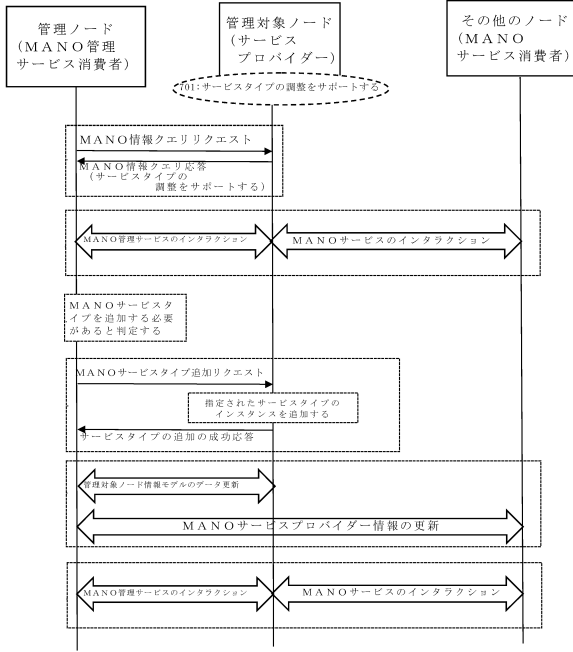 管理ノード
（MANO管理
サービス消費者）
管理対象ノード
（サービス
プロバイダー）
その他のノード
（MANO
サービス消費者）
701：サービスタイプの調整をサポートする
MANO情報クエリリクエスト
MANO情報クエリ応答
（サービスタイプの
調整をサポートする）
MANO管理サービスのインタラクション
MANOサービスのインタラクション
MANOサービスタ
イプを追加する必要
があると判定する
MANOサービスタイプ追加リクエスト
指定されたサービスタイプの
インスタンスを追加する
サービスタイプの追加の成功応答
管理対象ノード情報モデルのデータ更新
MANOサービスプロバイダー情報の更新
MANO管理サービスのインタラクション
MANOサービスのインタラクション